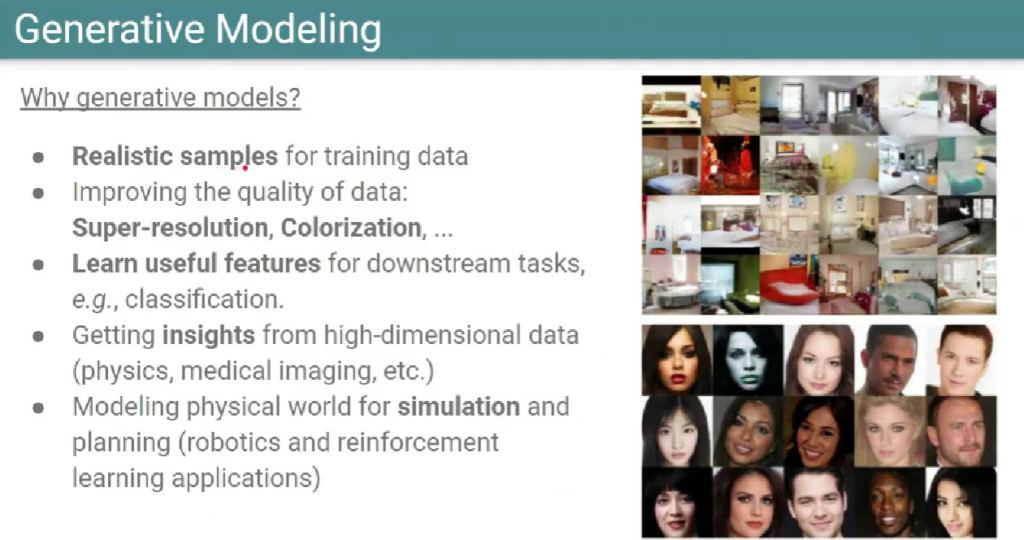 Generative Modeling
Why generative models?
● Realistic samples for training data
● Improving the quality of data:
Super-resolution, Colorization, ...
● Learn useful features for downstream tasks,
e.g., classification.
● Getting insights from high-dimensional data
(physics, medical imaging, etc.)
● Modeling physical world for simulation and
planning (robotics and reinforcement
learning applications)